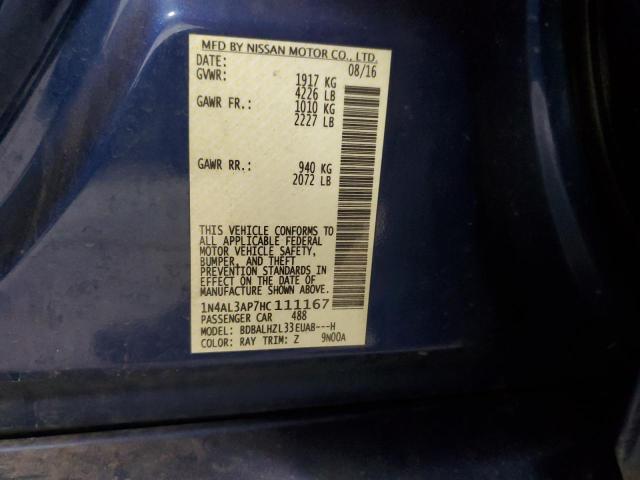 MFD BY NISSAN MOTOR CO., LTD.
DATE: 08/16
GVWR: 1917 KG
4226 LB
GAWR FR.: 1010 KG
2227 LB
GAWR RR.: 940 KG
2072 LB
THIS VEHICLE CONFORMS TO
ALL APPLICABLE FEDERAL
MOTOR VEHICLE SAFETY,
BUMPER, AND THEFT
PREVENTION STANDARDS IN
EFFECT ON THE DATE OF
MANUFACTURE SHOWN ABOVE.
1N4AL3AP7HC111167
PASSENGER CAR 488
MODEL: BDBALHZL33EUAB---H
COLOR: RAY TRIM: Z 9N00A